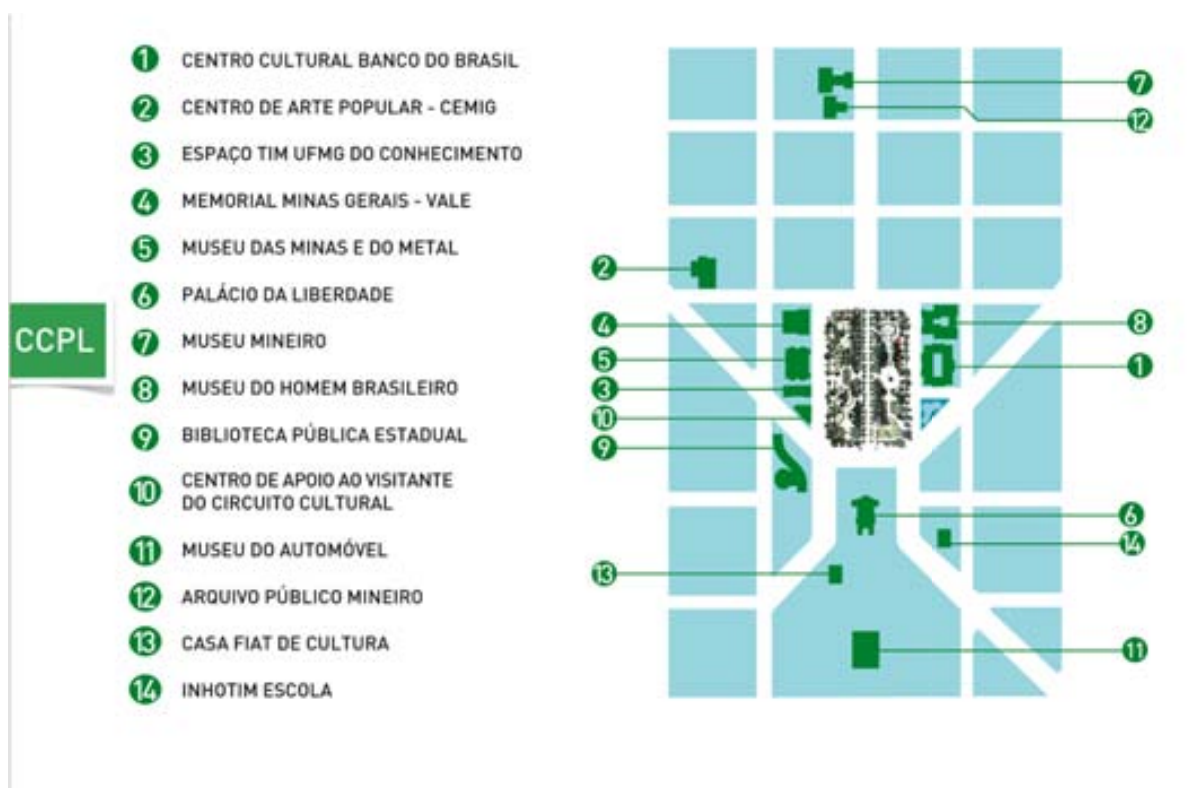 CCPL
1 CENTRO CULTURAL BANCO DO BRASIL
2 CENTRO DE ARTE POPULAR - CEMIG
3 ESPAÇO TIM UFMG DO CONHECIMENTO
4 MEMORIAL MINAS GERAIS - VALE
5 MUSEU DAS MINAS E DO METAL
6 PALÁCIO DA LIBERDADE
7 MUSEU MINEIRO
8 MUSEU DO HOMEM BRASILEIRO
9 BIBLIOTECA PÚBLICA ESTADUAL
10 CENTRO DE APOIO AO VISITANTE
DO CIRCUITO CULTURAL
11 MUSEU DO AUTOMÓVEL
12 ARQUIVO PÚBLICO MINEIRO
13 CASA FIAT DE CULTURA
14 INHOTIM ESCOLA
7
12
2
4
8
5
1
3
10
9
6
14
13
11